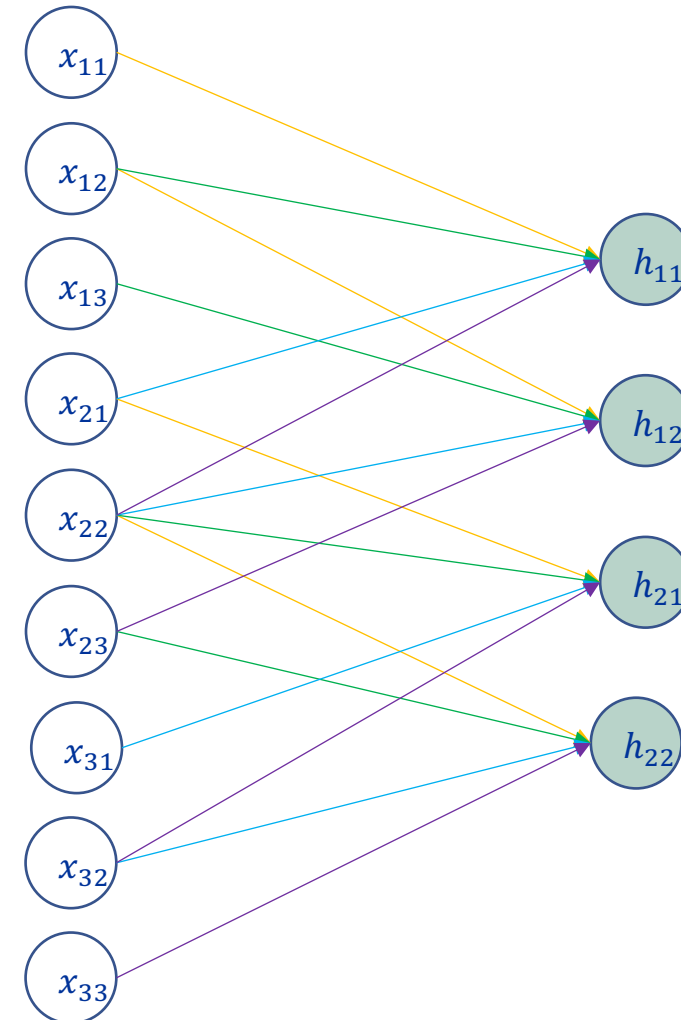 x₁₁
x₁₂
x₁₃
x₂₁
x₂₂
x₂₃
x₃₁
x₃₂
x₃₃
h₁₁
h₁₂
h₂₁
h₂₂